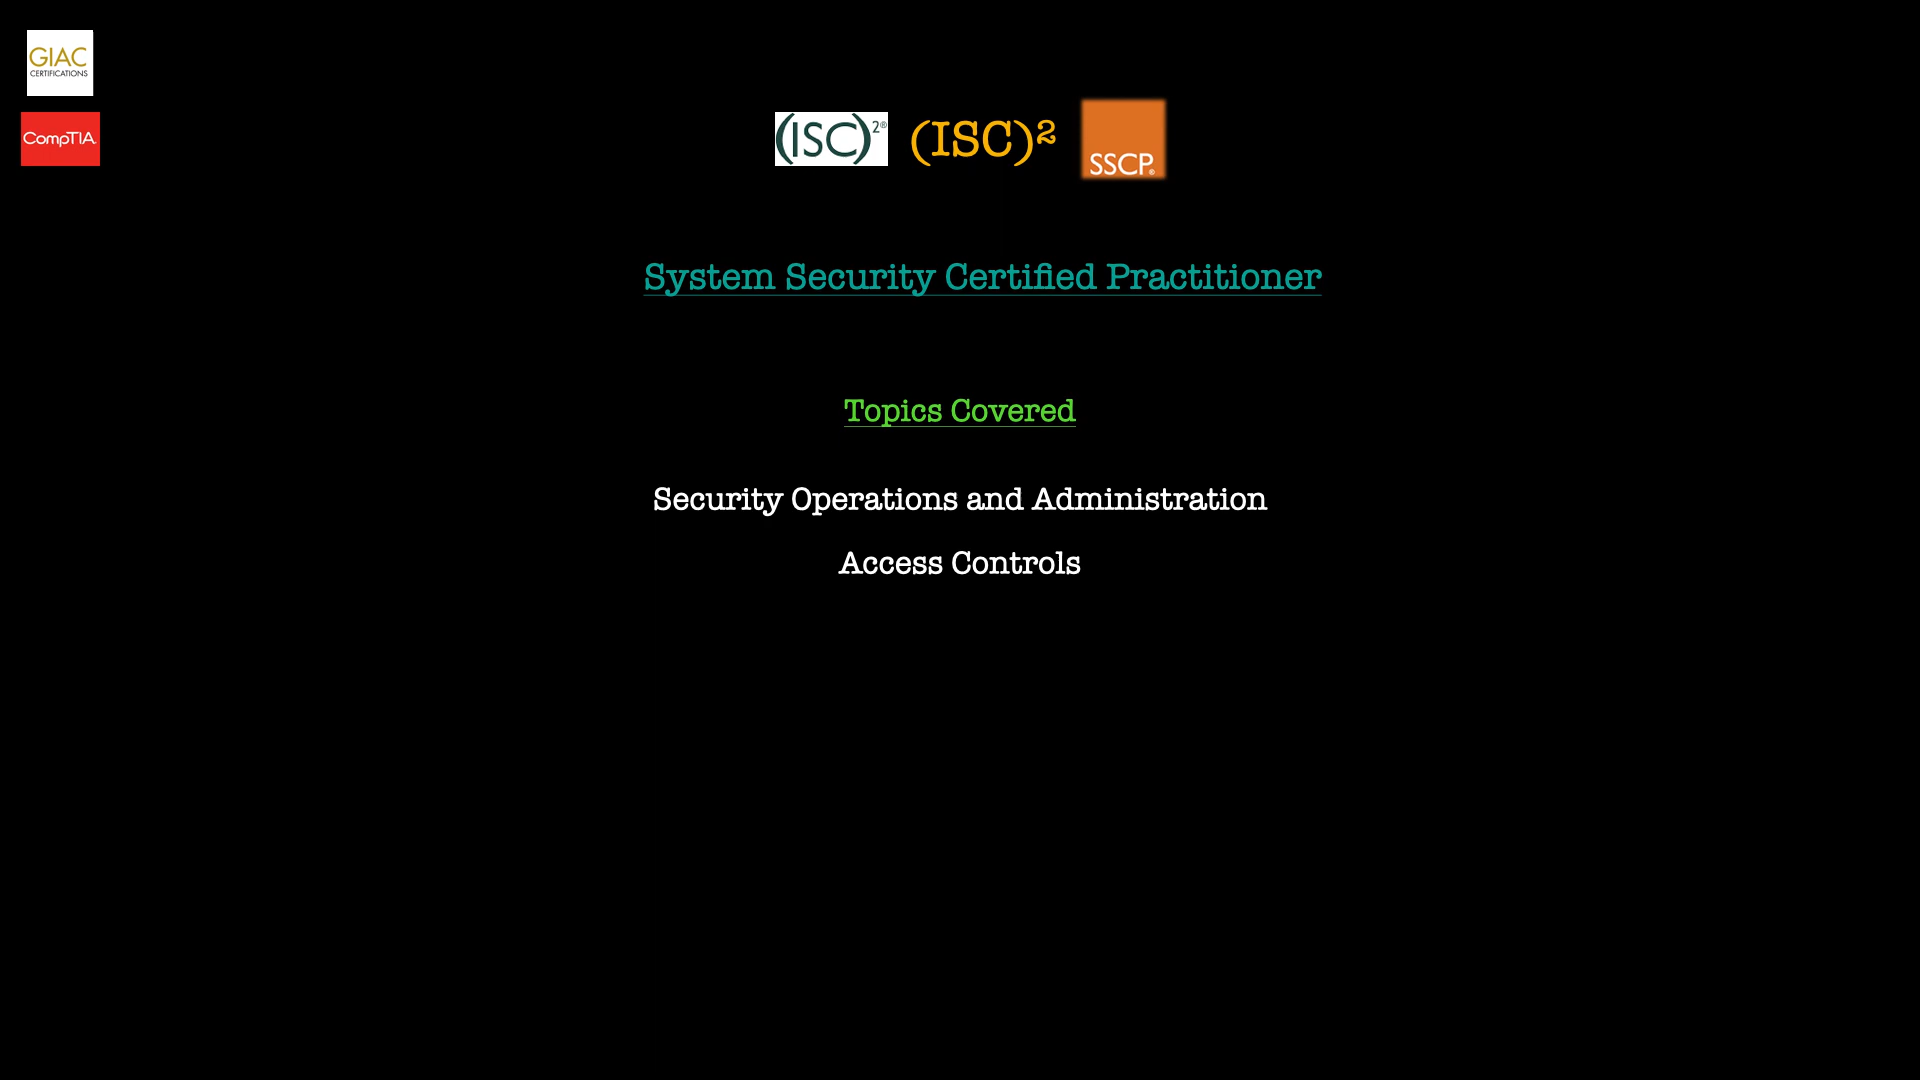 GIAC
CERTIFICATIONS
CompTIA.
(ISC)²® (ISC)² SSCP®
System Security Certified Practitioner
Topics Covered
Security Operations and Administration
Access Controls